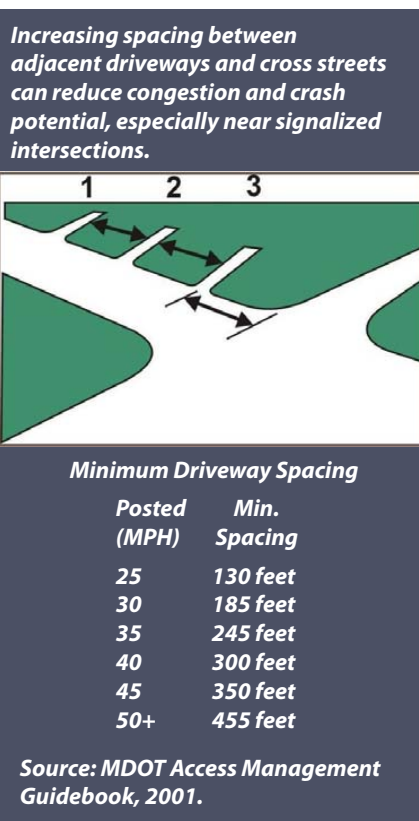 Increasing spacing between
adjacent driveways and cross streets
can reduce congestion and crash
potential, especially near signalized
intersections.
1 2 3
Minimum Driveway Spacing
Posted Min.
(MPH) Spacing
25 130 feet
30 185 feet
35 245 feet
40 300 feet
45 350 feet
50+ 455 feet
Source: MDOT Access Management
Guidebook, 2001.